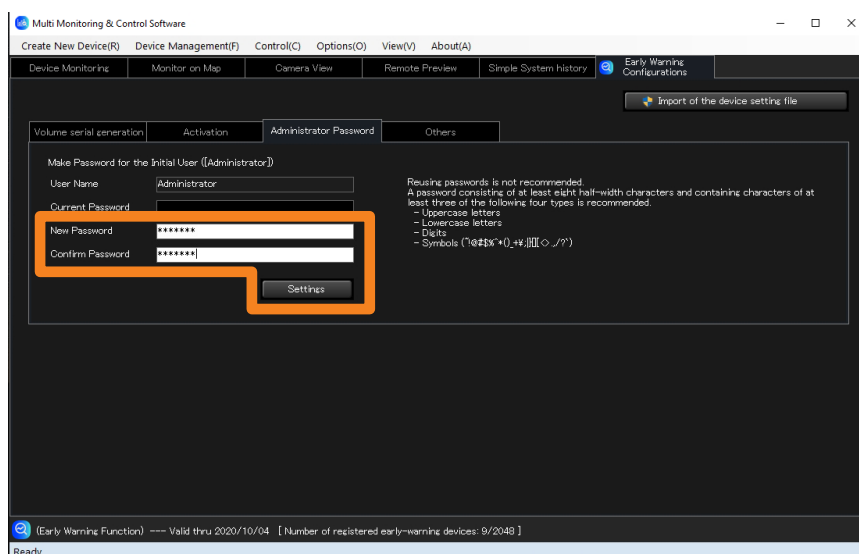 Multi Monitoring & Control Software
Create New Device(R) Device Management(F) Control(C) Options(O) View(V) About(A)
Device Monitoring Monitor on Map Camera View Remote Preview Simple System history Early Warning
Configurations
Import of the device setting file
Volume serial generation Activation Administrator Password Others
Make Password for the Initial User ([Administrator])
User Name Administrator
Current Password
New Password *******
Confirm Password *******
Settings
Reusing passwords is not recommended.
A password consisting of at least eight half-width characters and containing characters of at
least three of the following four types is recommended.
- Uppercase letters
- Lowercase letters
- Digits
- Symbols
(Early Warning Function) --- Valid thru 2020/10/04 [ Number of registered early-warning devices: 9/2048 ]
Ready